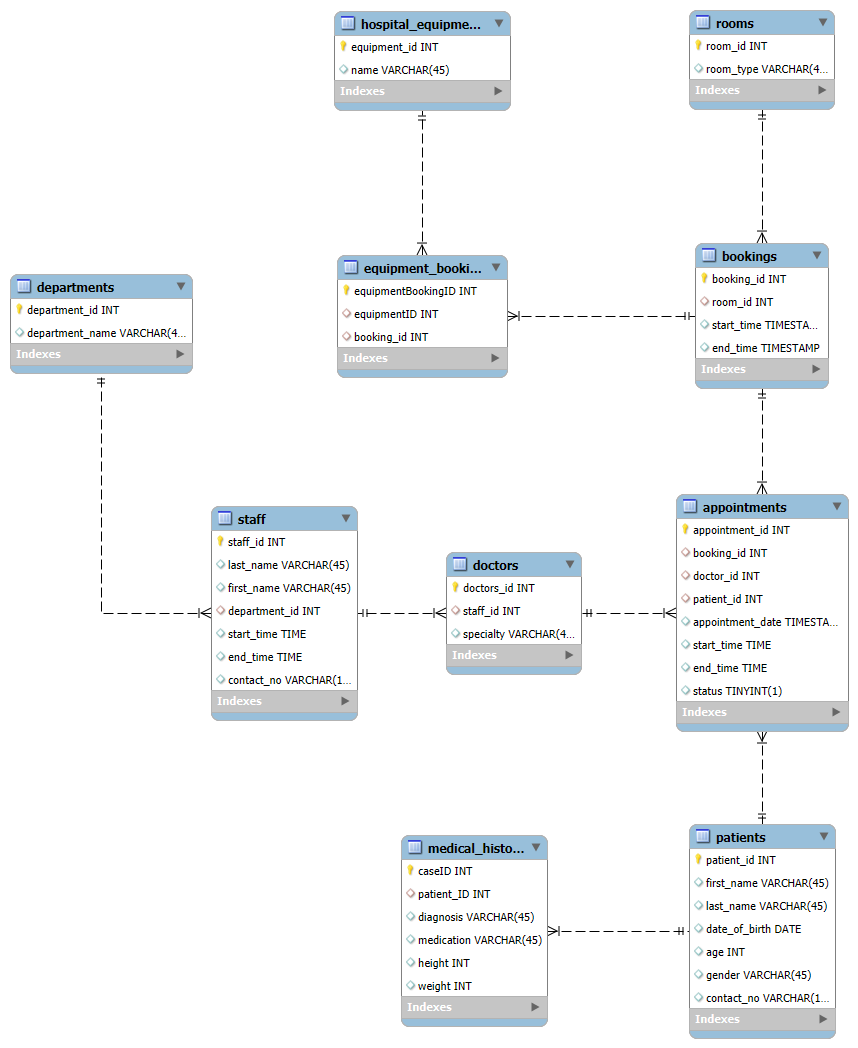 hospital_equipme...
equipment_id INT
name VARCHAR(45)
Indexes
rooms
room_id INT
room_type VARCHAR(4...
Indexes
equipment_booki...
equipmentBookingID INT
equipmentID INT
booking_id INT
Indexes
bookings
booking_id INT
room_id INT
start_time TIMESTA...
end_time TIMESTAMP
Indexes
departments
department_id INT
department_name VARCHAR(4...
Indexes
staff
staff_id INT
last_name VARCHAR(45)
first_name VARCHAR(45)
department_id INT
start_time TIME
end_time TIME
contact_no VARCHAR(1...
Indexes
doctors
doctors_id INT
staff_id INT
specialty VARCHAR(4...
Indexes
appointments
appointment_id INT
booking_id INT
doctor_id INT
patient_id INT
appointment_date TIMESTA...
start_time TIME
end_time TIME
status TINYINT(1)
Indexes
medical_histo...
caseID INT
patient_ID INT
diagnosis VARCHAR(45)
medication VARCHAR(45)
height INT
weight INT
Indexes
patients
patient_id INT
first_name VARCHAR(45)
last_name VARCHAR(45)
date_of_birth DATE
age INT
gender VARCHAR(45)
contact_no VARCHAR(1...
Indexes